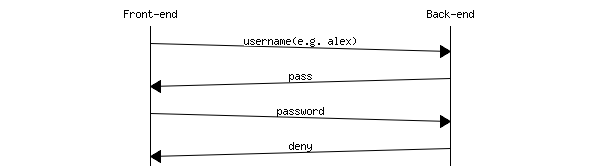 Front-end Back-end
username(e.g. alex)
pass
password
deny